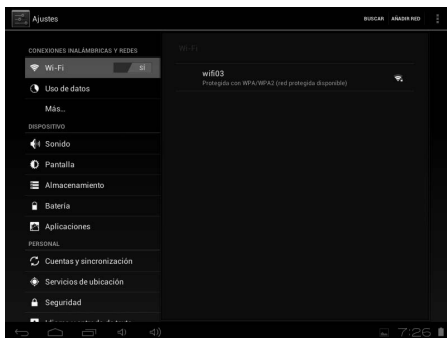 Ajustes
BUSCAR AÑADIR RED
CONEXIONES INALÁMBRICAS Y REDES
Wi-Fi SÍ
Uso de datos
Más...
DISPOSITIVO
Sonido
Pantalla
Almacenamiento
Batería
Aplicaciones
PERSONAL
Cuentas y sincronización
Servicios de ubicación
Seguridad
Wi-Fi
wifi03
Protegida con WPA/WPA2 (red protegida disponible)
7:26